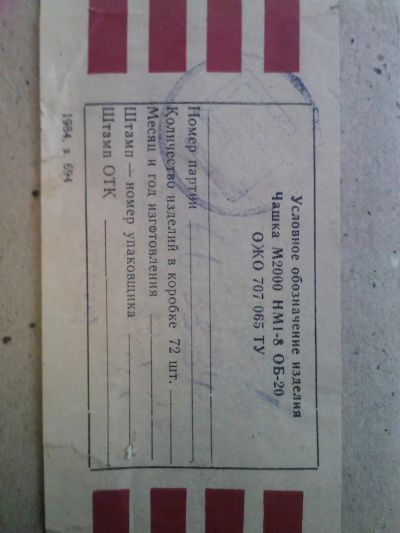 Условное обозначение изделия
Чашка М2000 НМ1-8 ОБ-20
ОЖО 707 065 ТУ
Номер партии
Количество изделий в коробке 72 шт.
Месяц и год изготовления
Штамп — номер упаковщика
Штамп ОТК
1984, з. 694